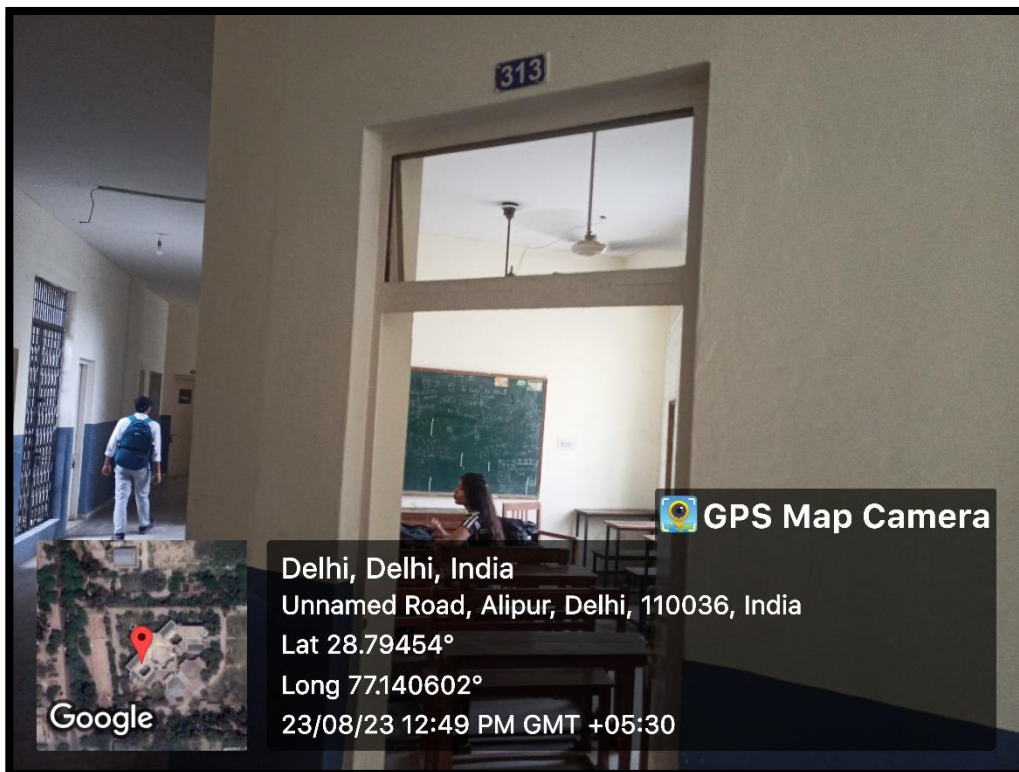 313
GPS Map Camera
Delhi, Delhi, India
Unnamed Road, Alipur, Delhi, 110036, India
Lat 28.79454°
Long 77.140602°
23/08/23 12:49 PM GMT +05:30
Google